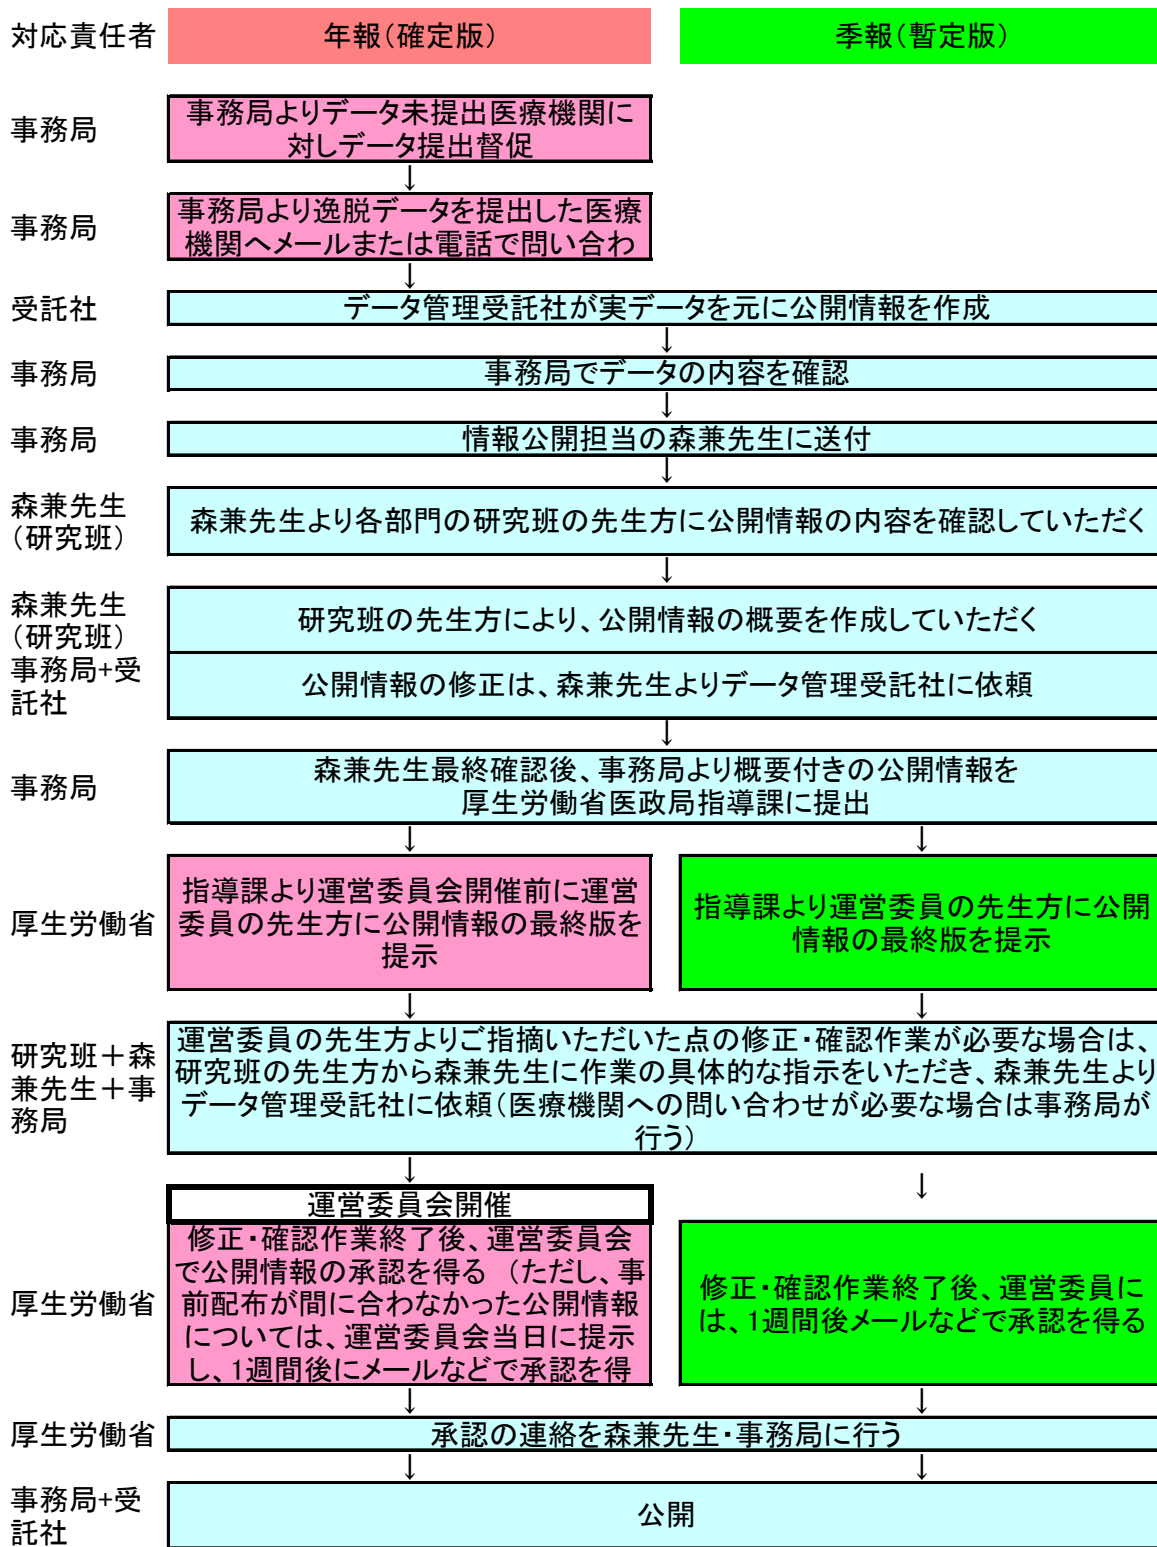 対応責任者
年報（確定版）
季報（暫定版）
事務局
事務局よりデータ未提出医療機関に
対しデータ提出督促
↓
事務局
事務局より逸脱データを提出した医療
機関へメールまたは電話で問い合わ
↓
受託社
データ管理受託社が実データを元に公開情報を作成
↓
事務局
事務局でデータの内容を確認
↓
事務局
情報公開担当の森兼先生に送付
↓
森兼先生
（研究班）
森兼先生より各部門の研究班の先生方に公開情報の内容を確認していただく
↓
森兼先生
（研究班）
事務局+受
託社
研究班の先生方により、公開情報の概要を作成していただく
公開情報の修正は、森兼先生よりデータ管理受託社に依頼
↓
事務局
森兼先生最終確認後、事務局より概要付きの公開情報を
厚生労働省医政局指導課に提出
↓ ↓
厚生労働省
指導課より運営委員会開催前に運営
委員の先生方に公開情報の最終版を
提示
指導課より運営委員の先生方に公開
情報の最終版を提示
↓ ↓
研究班＋森
兼先生＋事
務局
運営委員の先生方よりご指摘いただいた点の修正・確認作業が必要な場合は、
研究班の先生方から森兼先生に作業の具体的な指示をいただき、森兼先生より
データ管理受託社に依頼（医療機関への問い合わせが必要な場合は事務局が
行う）
↓ ↓
運営委員会開催
厚生労働省
修正・確認作業終了後、運営委員会
で公開情報の承認を得る　（ただし、事
前配布が間に合わなかった公開情報
については、運営委員会当日に提示
し、1週間後にメールなどで承認を得
修正・確認作業終了後、運営委員に
は、1週間後メールなどで承認を得る
↓ ↓
厚生労働省
承認の連絡を森兼先生・事務局に行う
↓ ↓
事務局+受
託社
公開